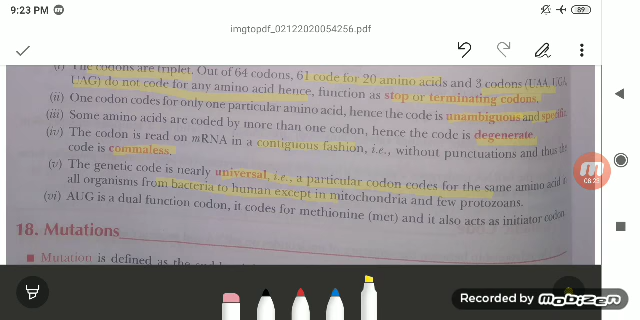 9:23 PM
89
imgtopdf_02122020054256.pdf
(i) The codons are triplet. Out of 64 codons, 61 code for 20 amino acids and 3 codons (UAA, UGA,
UAG) do not code for any amino acid hence, function as stop or terminating codons.
(ii) One codon codes for only one particular amino acid, hence the code is unambiguous and specific
(iii) Some amino acids are coded by more than one codon, hence the code is degenerate
(iv) The codon is read on mRNA in a contiguous fashion, i.e., without punctuations and thus the
code is commaless.
(v) The genetic code is nearly universal, i.e., a particular codon codes for the same amino acid
all organisms from bacteria to human except in mitochondria and few protozoans.
(vi) AUG is a dual function codon, it codes for methionine (met) and it also acts as initiator codon
18. Mutations
Mutation is defined as the
M
08:23
Recorded by Mobizen